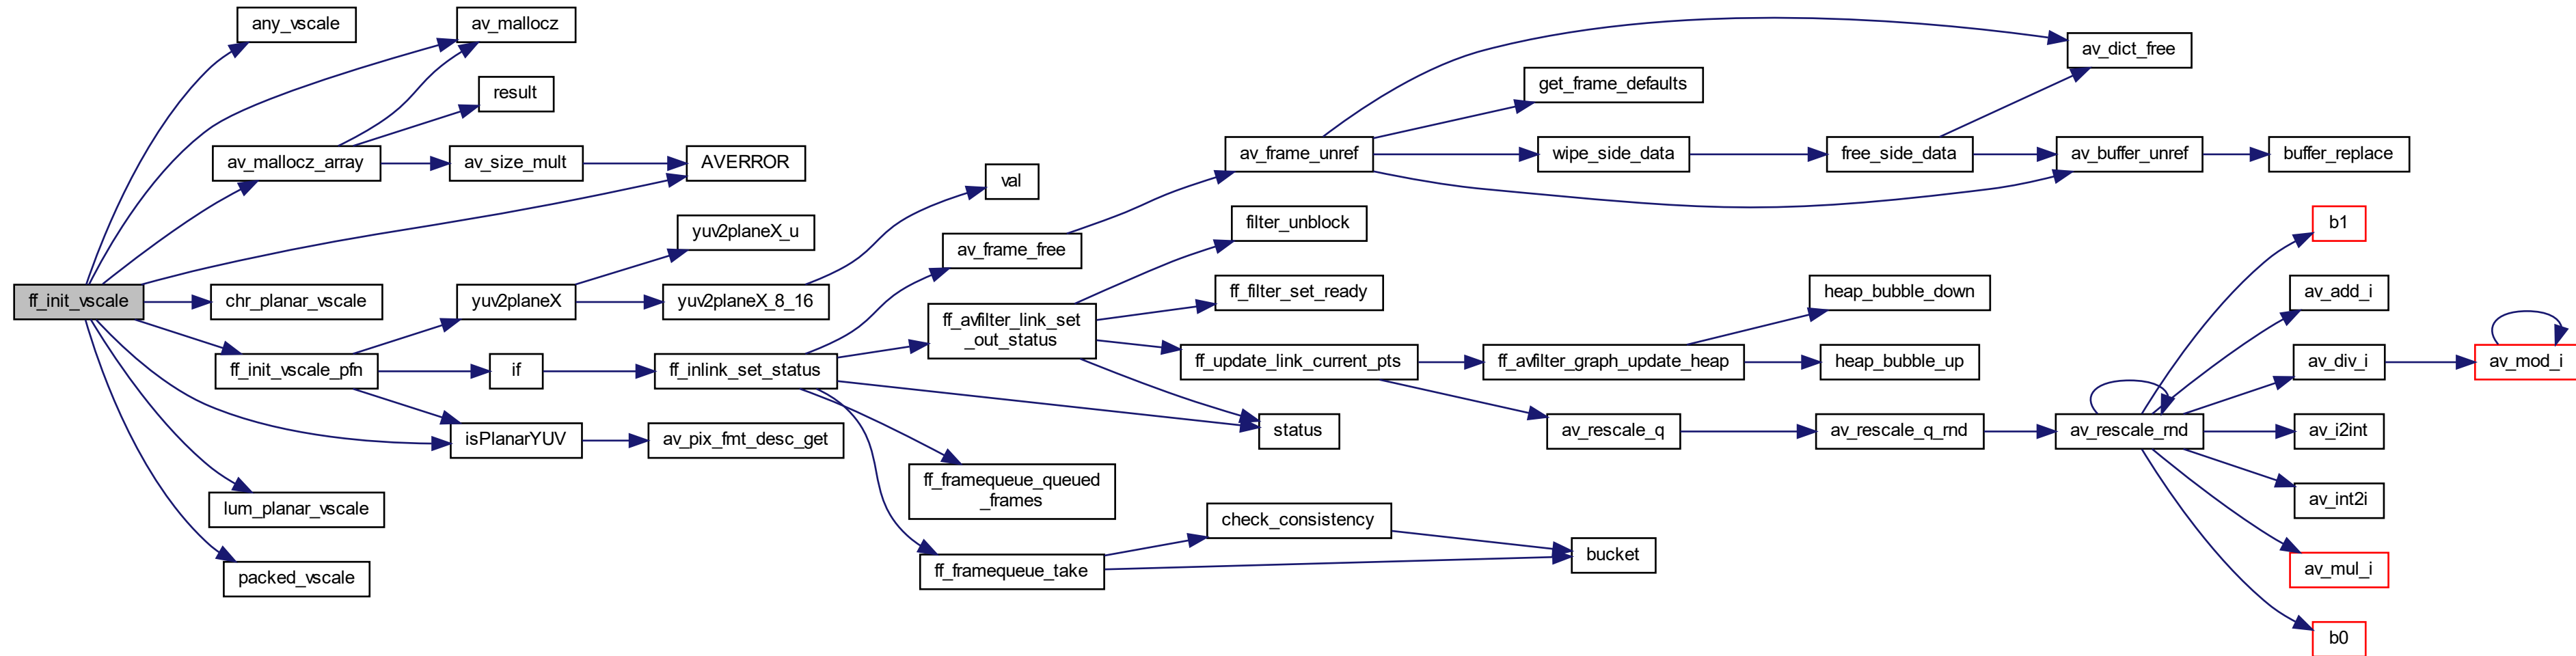 ff_init_vscale
any_vscale
av_mallocz
result
av_mallocz_array
av_size_mult
AVERROR
chr_planar_vscale
ff_init_vscale_pfn
yuv2planeX
yuv2planeX_u
yuv2planeX_8_16
val
if
isPlanarYUV
av_pix_fmt_desc_get
lum_planar_vscale
packed_vscale
ff_inlink_set_status
av_frame_free
ff_avfilter_link_set
_out_status
ff_framequeue_queued
_frames
ff_framequeue_take
av_frame_unref
get_frame_defaults
wipe_side_data
free_side_data
av_dict_free
av_buffer_unref
buffer_replace
filter_unblock
ff_filter_set_ready
ff_update_link_current_pts
status
ff_avfilter_graph_update_heap
heap_bubble_down
heap_bubble_up
av_rescale_q
av_rescale_q_rnd
av_rescale_rnd
check_consistency
bucket
b1
av_add_i
av_div_i
av_mod_i
av_i2int
av_int2i
av_mul_i
b0